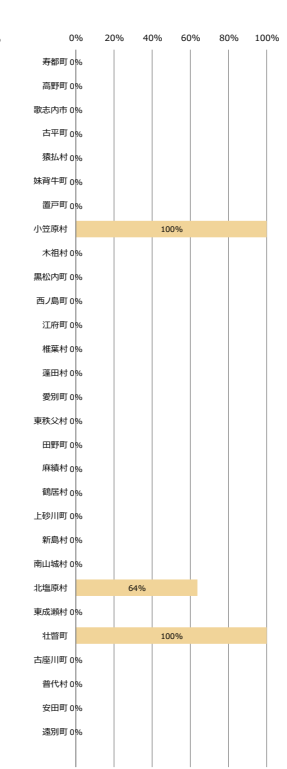 0% 20% 40% 60% 80% 100%
寿都町 0%
高野町 0%
歌志内市 0%
古平町 0%
猿払村 0%
妹背牛町 0%
置戸町 0%
小笠原村 100%
木祖村 0%
黒松内町 0%
西ノ島町 0%
江府町 0%
椎葉村 0%
蓬田村 0%
愛別町 0%
東秩父村 0%
田野町 0%
麻績村 0%
鶴居村 0%
上砂川町 0%
新島村 0%
南山城村 0%
北塩原村 64%
東成瀬村 0%
壮瞥町 100%
古座川町 0%
普代村 0%
安田町 0%
遠別町 0%